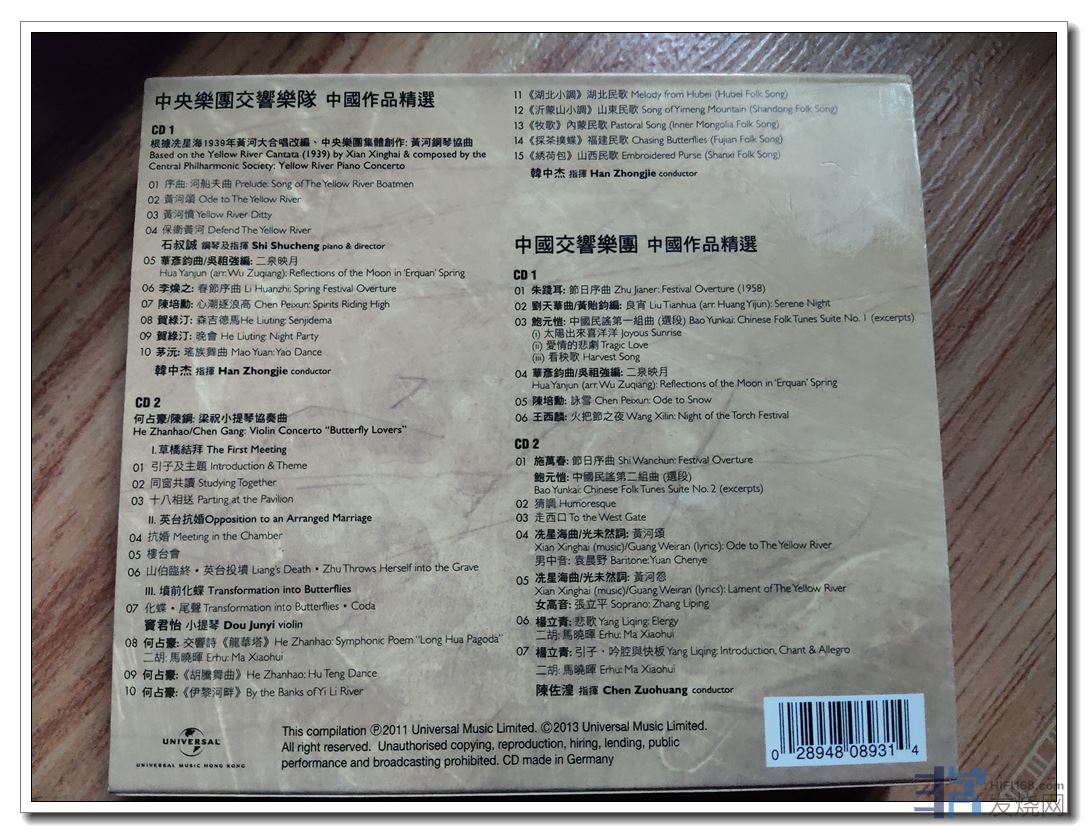 中央樂團交響樂隊 中國作品精選
CD 1
根據冼星海1939年黃河大合唱改編、中央樂團集體創作: 黃河鋼琴協曲
Based on the Yellow River Cantata (1939) by Xian Xinghai & composed by the
Central Philharmonic Society: Yellow River Piano Concerto
01 序曲: 河船夫曲 Prelude: Song of The Yellow River Boatmen
02 黃河頌 Ode to The Yellow River
03 黃河憤 Yellow River Ditty
04 保衛黃河 Defend The Yellow River
石叔誠 鋼琴及指揮 Shi Shucheng piano & director
05 華彥鈞曲/吳祖強編: 二泉映月
Hua Yanjun (arr. Wu Zuqiang): Reflections of the Moon in 'Erquan' Spring
06 李煥之: 春節序曲 Li Huanzhi: Spring Festival Overture
07 陳培勳: 心潮逐浪高 Chen Peixun: Spirits Riding High
08 賀綠汀: 森吉德馬 He Liuting: Senjidema
09 賀綠汀: 晚會 He Liuting: Night Party
10 茅沅: 瑤族舞曲 Mao Yuan: Yao Dance
韓中杰 指揮 Han Zhongjie conductor
CD 2
何占豪/陳鋼: 梁祝小提琴協奏曲
He Zhanhao/Chen Gang: Violin Concerto "Butterfly Lovers"
I. 草橋結拜 The First Meeting
01 引子及主題 Introduction & Theme
02 同窗共讀 Studying Together
03 十八相送 Parting at the Pavilion
II. 英台抗婚Opposition to an Arranged Marriage
04 抗婚 Meeting in the Chamber
05 樓台會
06 山伯臨終・英台投墳 Liang's Death • Zhu Throws Herself into the Grave
III. 墳前化蝶 Transformation into Butterflies
07 化蝶・尾聲 Transformation into Butterflies • Coda
竇君怡 小提琴 Dou Junyi violin
08 何占豪: 交響詩《龍華塔》 He Zhanhao: Symphonic Poem "Long Hua Pagoda"
二胡: 馬曉暉 Erhu: Ma Xiaohui
09 何占豪:《胡騰舞曲》 He Zhanhao: Hu Teng Dance
10 何占豪:《伊黎河畔》 By the Banks of Yi Li River
11《湖北小調》湖北民歌 Melody from Hubei (Hubei Folk Song)
12《沂蒙山小調》山東民歌 Song of Yimeng Mountain (Shandong Folk Song)
13《牧歌》內蒙民歌 Pastoral Song (Inner Mongolia Folk Song)
14《採茶撲蝶》福建民歌 Chasing Butterflies (Fujian Folk Song)
15《綉荷包》山西民歌 Embroidered Purse (Shanxi Folk Song)
韓中杰 指揮 Han Zhongjie conductor
中國交響樂團 中國作品精選
CD 1
01 朱踐耳: 節日序曲 Zhu Jianer: Festival Overture (1958)
02 劉天華曲/黃貽鈞編: 良宵 Liu Tianhua (arr: Huang Yijun): Serene Night
03 鮑元愷: 中國民謠第一組曲 (選段) Bao Yunkai: Chinese Folk Tunes Suite No. 1 (excerpts)
(i) 太陽出來喜洋洋 Joyous Sunrise
(ii) 愛情的悲劇 Tragic Love
(iii) 看秧歌 Harvest Song
04 華彥鈞曲/吳祖強編: 二泉映月
Hua Yanjun (arr. Wu Zuqiang): Reflections of the Moon in 'Erquan' Spring
05 陳培勳: 詠雪 Chen Peixun: Ode to Snow
06 王西麟: 火把節之夜 Wang Xilin: Night of the Torch Festival
CD 2
01 施萬春: 節日序曲 Shi Wanchun: Festival Overture
鮑元愷: 中國民謠第二組曲 (選段)
Bao Yunkai: Chinese Folk Tunes Suite No. 2 (excerpts)
02 猜調 Humoresque
03 走西口 To the West Gate
04 冼星海曲/光未然詞: 黃河頌
Xian Xinghai (music)/Guang Weiran (lyrics): Ode to The Yellow River
男中音: 袁晨野 Baritone: Yuan Chenye
05 冼星海曲/光未然詞: 黃河怨
Xian Xinghai (music)/Guang Weiran (lyrics): Lament of The Yellow River
女高音: 張立平 Soprano: Zhang Liping
06 楊立青: 悲歌 Yang Liqing: Elergy
二胡: 馬曉暉 Erhu: Ma Xiaohui
07 楊立青: 引子、吟腔與快板 Yang Liqing: Introduction, Chant & Allegro
二胡: 馬曉暉 Erhu: Ma Xiaohui
陳佐湟 指揮 Chen Zuohuang conductor
UNIVERSAL
UNIVERSAL MUSIC HONG KONG
This compilation ℗2011 Universal Music Limited. ©2013 Universal Music Limited.
All right reserved. Unauthorised copying, reproduction, hiring, lending, public
performance and broadcasting prohibited. CD made in Germany
0 28948 08931 4
HIFI168.com
发烧网